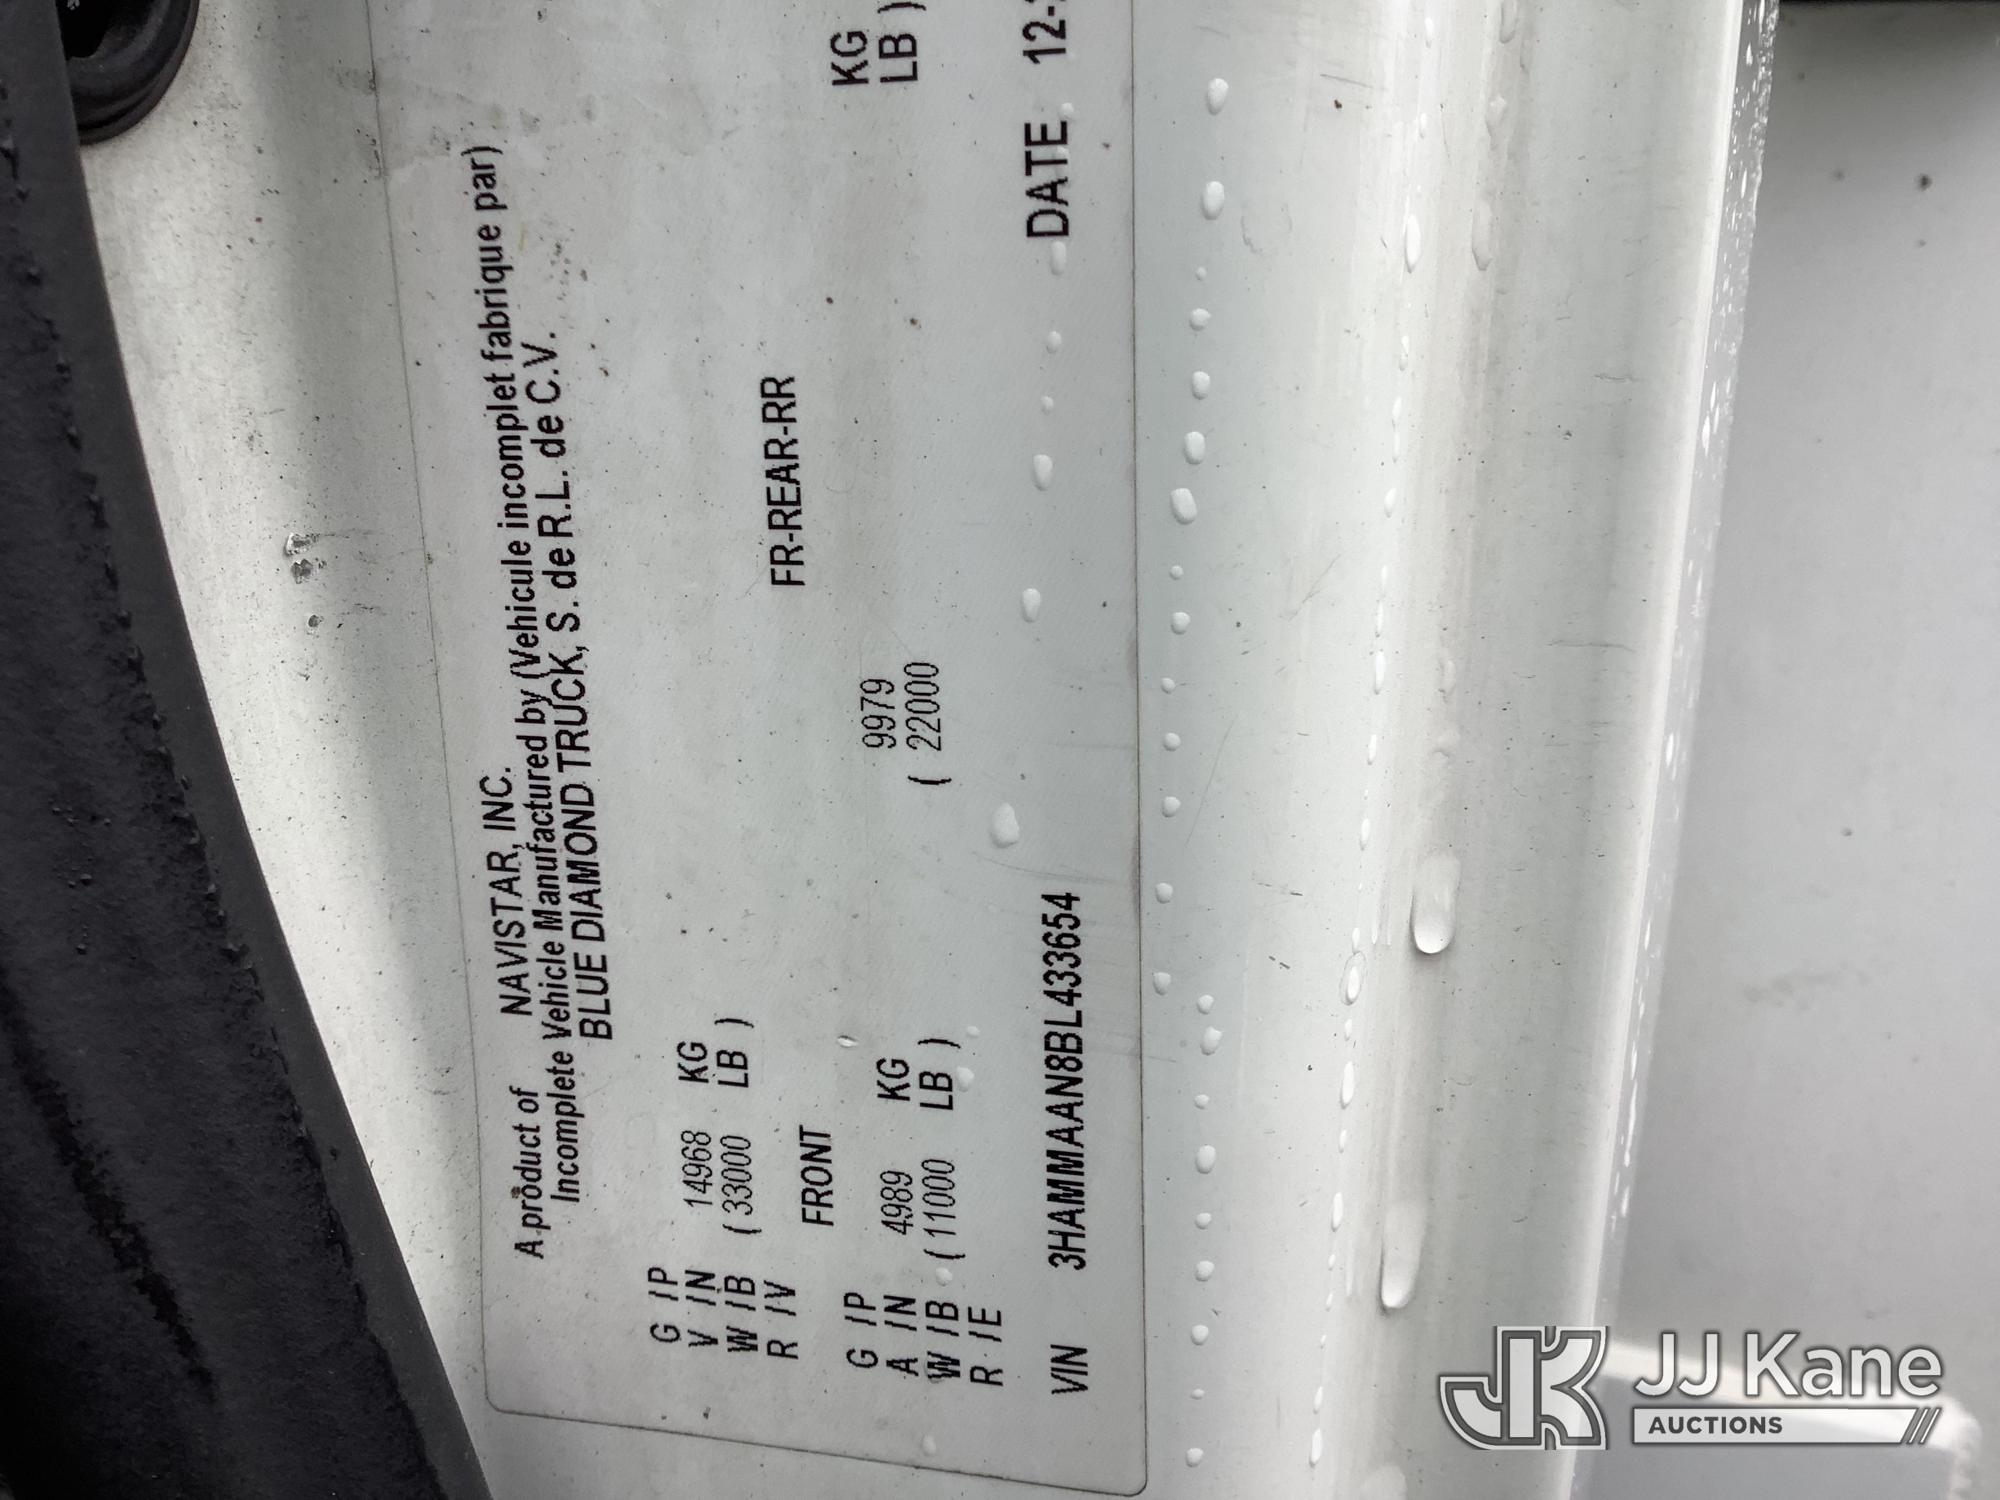 A product of NAVISTAR, INC.
Incomplete Vehicle Manufactured by (Vehicule incomplet fabrique par)
BLUE DIAMOND TRUCK, S. de R.L. de C.V.
G /P
V /N 14968 KG
W /B ( 33000 LB )
R /V
FRONT FR-REAR-RR
G /P
A /N 4989 KG 9979 KG
W /B ( 11000 LB ) ( 22000 LB )
R /E
VIN 3HAMMAAN8BL433654 DATE 12-
JK JJ Kane
AUCTIONS